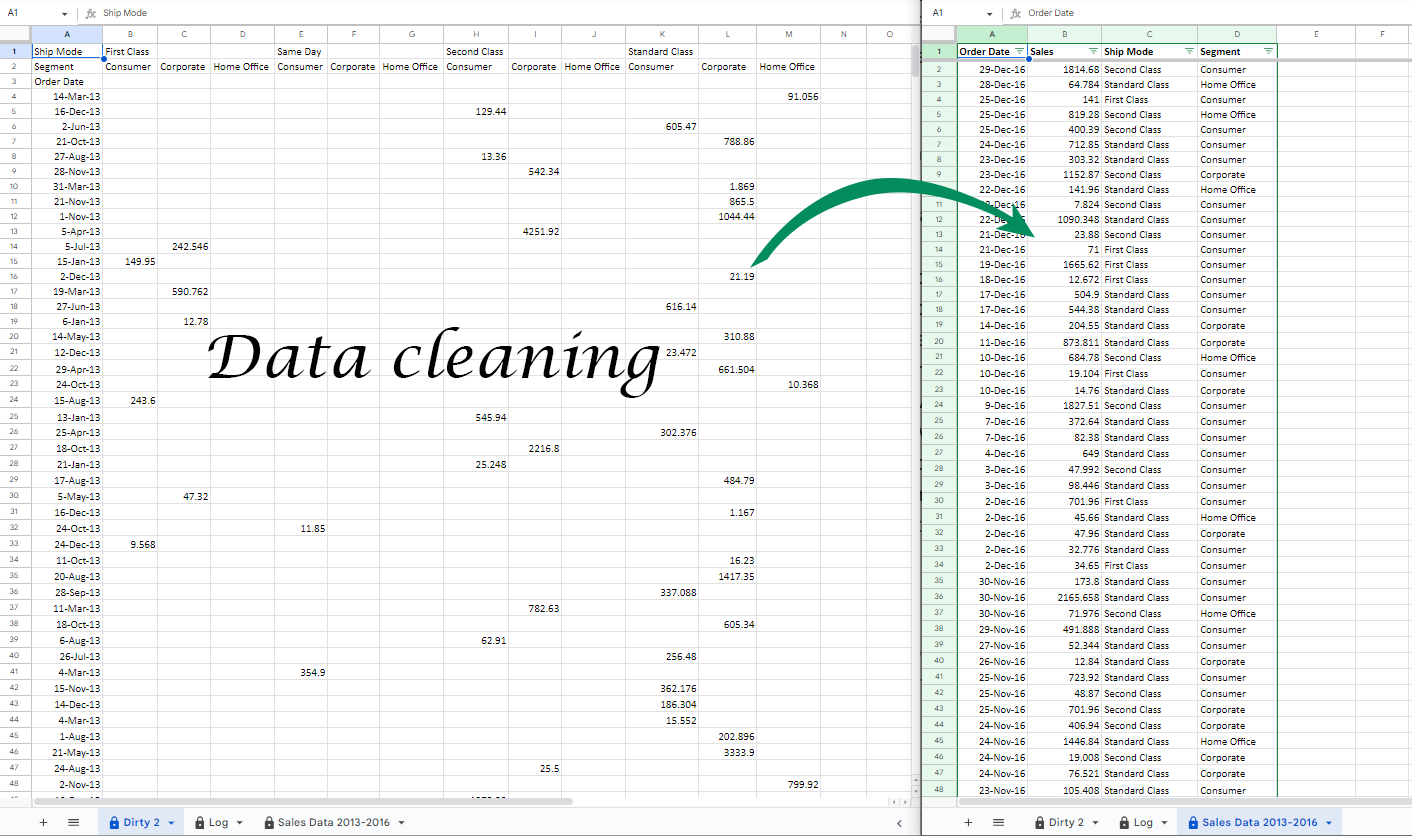 A1 fx Ship Mode
A B C D E F G H I J K L M N O
1 Ship Mode First Class Same Day Second Class Standard Class
2 Segment Consumer Corporate Home Office Consumer Corporate Home Office Consumer Corporate Home Office Consumer Corporate Home Office
3 Order Date
4 14-Mar-13 91.056
5 16-Dec-13 129.44
6 2-Jun-13 605.47
7 21-Oct-13 788.86
8 27-Aug-13 13.36
9 28-Nov-13 542.34
10 31-Mar-13 1.869
11 21-Nov-13 865.5
12 1-Nov-13 1044.44
13 5-Apr-13 4251.92
14 5-Jul-13 242.546
15 15-Jan-13 149.95
16 2-Dec-13 21.19
17 19-Mar-13 590.762
18 27-Jun-13 616.14
19 6-Jan-13 12.78
20 14-May-13 310.88
21 12-Dec-13 23.472
22 29-Apr-13 661.504
23 24-Oct-13 10.368
24 15-Aug-13 243.6
25 13-Jan-13 545.94
26 25-Apr-13 302.376
27 18-Oct-13 2216.8
28 21-Jan-13 25.248
29 17-Aug-13 484.79
30 5-May-13 47.32
31 16-Dec-13 1.167
32 24-Oct-13 11.85
33 24-Dec-13 9.568
34 11-Oct-13 16.23
35 20-Aug-13 1417.35
36 28-Sep-13 337.088
37 11-Mar-13 782.63
38 18-Oct-13 605.34
39 6-Aug-13 62.91
40 26-Jul-13 256.48
41 4-Mar-13 354.9
42 15-Nov-13 362.176
43 14-Dec-13 186.304
44 4-Mar-13 15.552
45 1-Aug-13 202.896
46 21-May-13 3333.9
47 24-Aug-13 25.5
48 2-Nov-13 799.92
Data cleaning
+ Dirty 2 Log Sales Data 2013-2016
A1 fx Order Date
A B C D E F
1 Order Date Sales Ship Mode Segment
2 29-Dec-16 1814.68 Second Class Consumer
3 28-Dec-16 64.784 Standard Class Home Office
4 25-Dec-16 141 First Class Consumer
5 25-Dec-16 819.28 Second Class Home Office
6 25-Dec-16 400.39 Second Class Consumer
7 24-Dec-16 712.85 Standard Class Consumer
8 23-Dec-16 303.32 Standard Class Consumer
9 23-Dec-16 1152.87 Second Class Corporate
22-Dec-16 141.96 Standard Class Home Office
11 7.824 Second Class Consumer
12 1090.348 Standard Class Consumer
13 21-Dec-16 23.88 Second Class Consumer
14 21-Dec-16 71 First Class Consumer
15 19-Dec-16 1665.62 First Class Consumer
16 18-Dec-16 12.672 First Class Consumer
17 17-Dec-16 504.9 Standard Class Consumer
18 17-Dec-16 544.38 Standard Class Consumer
19 14-Dec-16 204.55 Standard Class Corporate
20 11-Dec-16 873.811 Standard Class Corporate
21 10-Dec-16 684.78 Second Class Home Office
22 10-Dec-16 19.104 First Class Consumer
23 10-Dec-16 14.76 Standard Class Corporate
24 9-Dec-16 1827.51 Second Class Consumer
25 7-Dec-16 372.64 Standard Class Consumer
26 7-Dec-16 82.38 Standard Class Consumer
27 4-Dec-16 649 Standard Class Consumer
28 3-Dec-16 47.992 Second Class Consumer
29 3-Dec-16 98.446 Standard Class Consumer
30 2-Dec-16 701.96 First Class Consumer
31 2-Dec-16 45.66 Standard Class Home Office
32 2-Dec-16 47.96 Standard Class Corporate
33 2-Dec-16 32.776 Standard Class Consumer
34 2-Dec-16 34.65 First Class Consumer
35 30-Nov-16 173.8 Standard Class Consumer
36 30-Nov-16 2165.658 Standard Class Consumer
37 30-Nov-16 71.976 Second Class Home Office
38 29-Nov-16 491.888 Standard Class Consumer
39 27-Nov-16 52.344 Standard Class Consumer
40 26-Nov-16 12.84 Standard Class Corporate
41 25-Nov-16 723.92 Standard Class Consumer
42 25-Nov-16 48.87 Second Class Consumer
43 25-Nov-16 701.96 Second Class Corporate
44 24-Nov-16 406.94 Second Class Corporate
45 24-Nov-16 1446.84 Standard Class Home Office
46 24-Nov-16 19.008 Second Class Corporate
47 24-Nov-16 76.521 Standard Class Corporate
48 23-Nov-16 105.408 Standard Class Consumer
+ Dirty 2 Log Sales Data 2013-2016